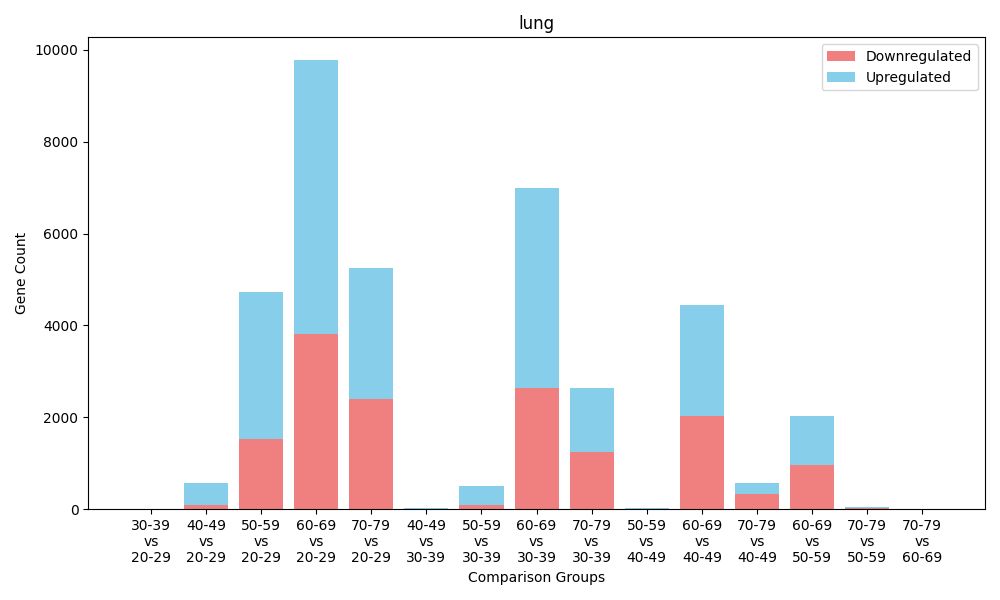 lung
Downregulated
Upregulated
Gene Count
10000
8000
6000
4000
2000
0
30-39 vs 20-29
40-49 vs 20-29
50-59 vs 20-29
60-69 vs 20-29
70-79 vs 20-29
40-49 vs 30-39
50-59 vs 30-39
60-69 vs 30-39
70-79 vs 30-39
50-59 vs 40-49
60-69 vs 40-49
70-79 vs 40-49
60-69 vs 50-59
70-79 vs 50-59
70-79 vs 60-69
Comparison Groups